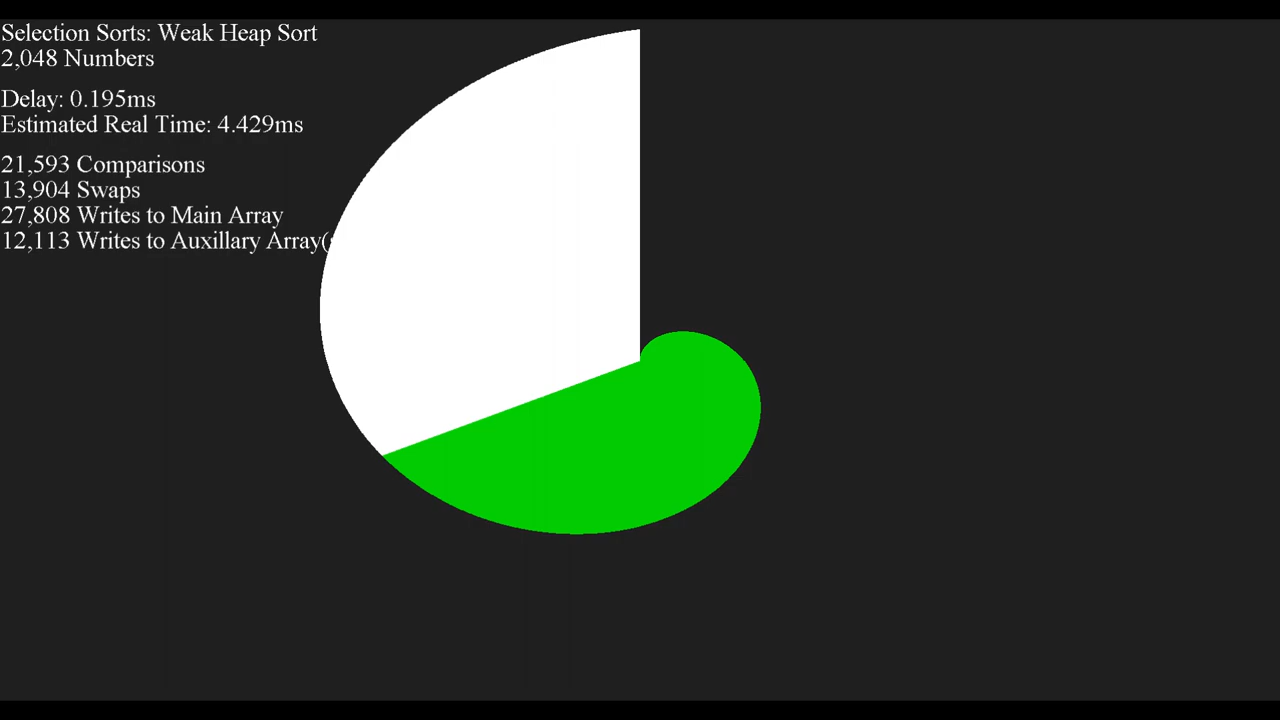 Selection Sorts: Weak Heap Sort
2,048 Numbers
Delay: 0.195ms
Estimated Real Time: 4.429ms
21,593 Comparisons
13,904 Swaps
27,808 Writes to Main Array
12,113 Writes to Auxillary Array(